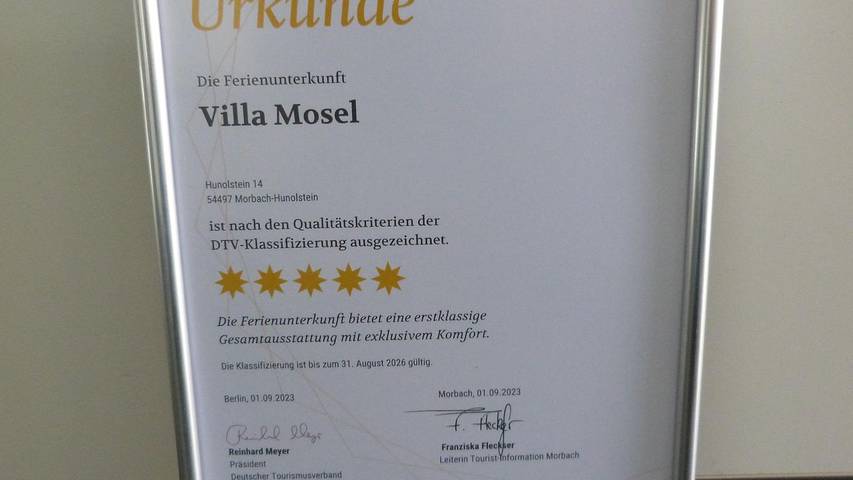 Urkunde
Die Ferienunterkunft
Villa Mosel
Hunolstein 14
54497 Morbach-Hunolstein
ist nach den Qualitätskriterien der
DTV-Klassifizierung ausgezeichnet.
Die Ferienunterkunft bietet eine erstklassige
Gesamtausstattung mit exklusivem Komfort.
Die Klassifizierung ist bis zum 31. August 2026 gültig.
Berlin, 01.09.2023
Reinhard Meyer
Präsident
Deutscher Tourismusverband
Morbach, 01.09.2023
F. Fleckser
Franziska Fleckser
Leiterin Tourist-Information Morbach